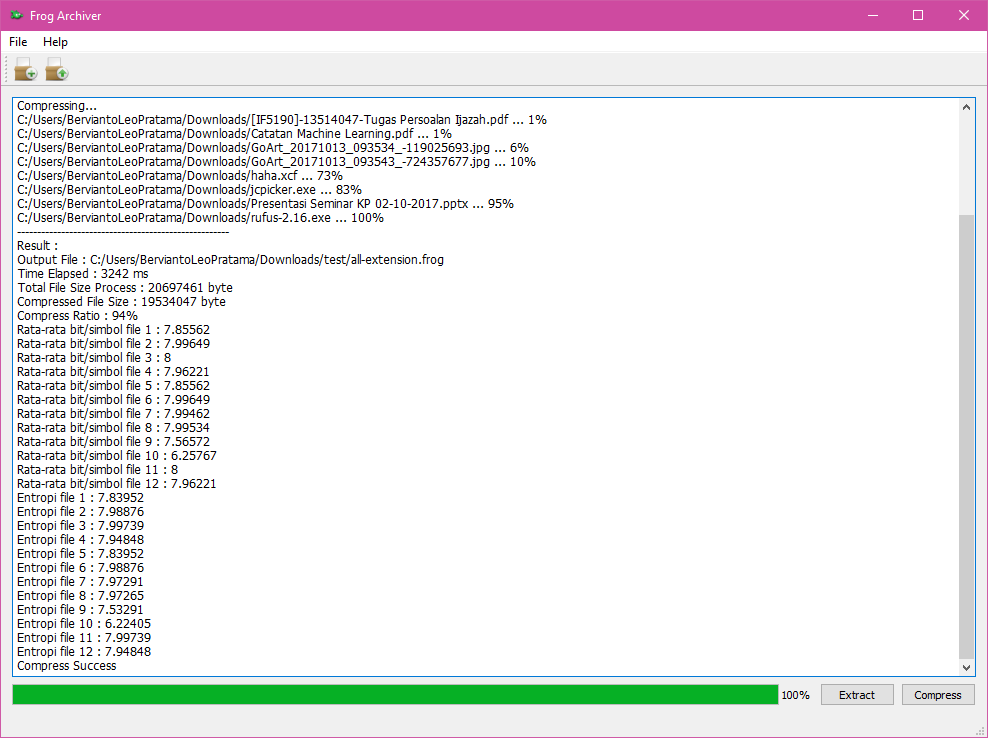 Frog Archiver
File Help
Compressing...
C:/Users/BerviantoLeoPratama/Downloads/[IF5190]-13514047-Tugas Persoalan Ijazah.pdf ... 1%
C:/Users/BerviantoLeoPratama/Downloads/Catatan Machine Learning.pdf ... 1%
C:/Users/BerviantoLeoPratama/Downloads/GoArt_20171013_093534_-119025693.jpg ... 6%
C:/Users/BerviantoLeoPratama/Downloads/GoArt_20171013_093543_-724357677.jpg ... 10%
C:/Users/BerviantoLeoPratama/Downloads/haha.xcf ... 73%
C:/Users/BerviantoLeoPratama/Downloads/jcpicker.exe ... 83%
C:/Users/BerviantoLeoPratama/Downloads/Presentasi Seminar KP 02-10-2017.pptx ... 95%
C:/Users/BerviantoLeoPratama/Downloads/rufus-2.16.exe ... 100%
-----------------------------------------------------
Result :
Output File : C:/Users/BerviantoLeoPratama/Downloads/test/all-extension.frog
Time Elapsed : 3242 ms
Total File Size Process : 20697461 byte
Compressed File Size : 19534047 byte
Compress Ratio : 94%
Rata-rata bit/simbol file 1 : 7.85562
Rata-rata bit/simbol file 2 : 7.99649
Rata-rata bit/simbol file 3 : 8
Rata-rata bit/simbol file 4 : 7.96221
Rata-rata bit/simbol file 5 : 7.85562
Rata-rata bit/simbol file 6 : 7.99649
Rata-rata bit/simbol file 7 : 7.99462
Rata-rata bit/simbol file 8 : 7.99534
Rata-rata bit/simbol file 9 : 7.56572
Rata-rata bit/simbol file 10 : 6.25767
Rata-rata bit/simbol file 11 : 8
Rata-rata bit/simbol file 12 : 7.96221
Entropi file 1 : 7.83952
Entropi file 2 : 7.98876
Entropi file 3 : 7.99739
Entropi file 4 : 7.94848
Entropi file 5 : 7.83952
Entropi file 6 : 7.98876
Entropi file 7 : 7.97291
Entropi file 8 : 7.97265
Entropi file 9 : 7.53291
Entropi file 10 : 6.22405
Entropi file 11 : 7.99739
Entropi file 12 : 7.94848
Compress Success
100% Extract Compress